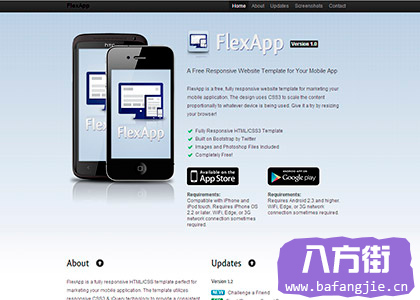 FlexApp
Home About Updates Screenshots Contact
hTC
FlexApp
FlexApp
FlexApp Version 1.0
A Free Responsive Website Template for Your Mobile App
FlexApp is a free, fully responsive website template for marketing your
mobile application. The design uses CSS3 to scale the content
proportionally to whatever device is being used. Give it a try by resizing
your browser!
Fully Responsive HTML/CSS3 Template
Built on Bootstrap by Twitter
Images and Photoshop Files Included
Completely Free!
Available on the
App Store
ANDROID APP ON
Google play
Requirements:
Compatible with iPhone and
iPod touch. Requires iPhone OS
2.2 or later. WiFi, Edge, or 3G
network connection sometimes
required.
Requirements:
Requires Android 2.3 and higher.
WiFi, Edge, or 3G network
connection sometimes required.
About
FlexApp is a fully responsive HTML/CSS template perfect
for marketing your mobile application. The template utilizes
responsive CSS3 & jQuery technology to provide a consistent
Updates
Version 1.2
NEW Challenge a Friend
八方街
www.bafangjie.cn